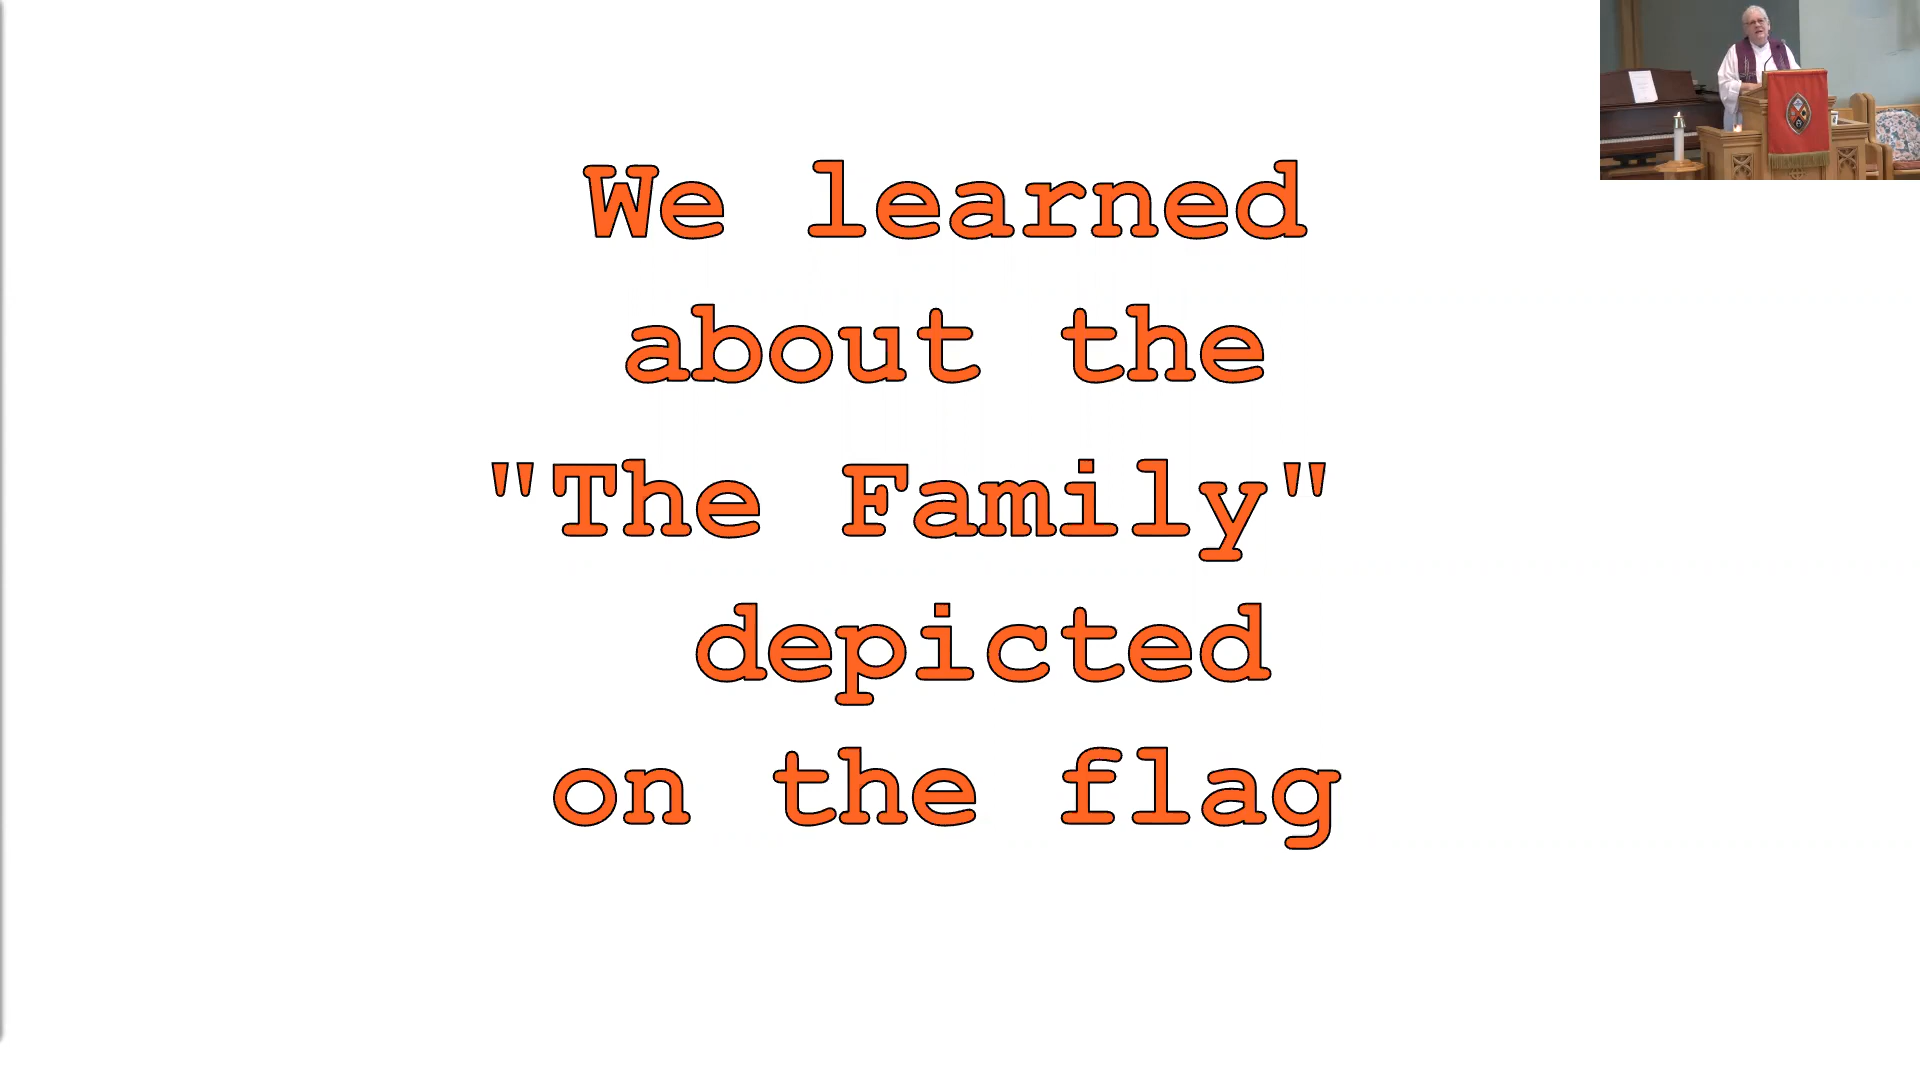 We learned
about the
"The Family"
depicted
on the flag